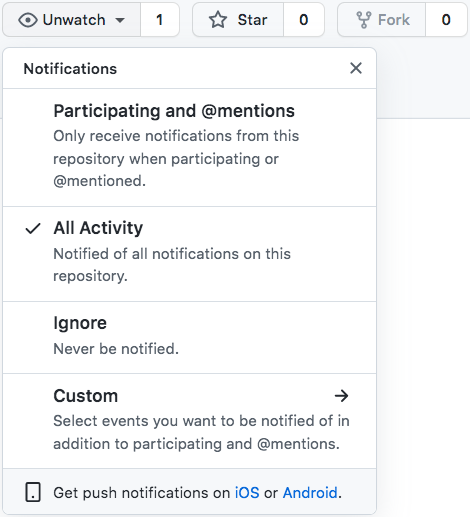 Unwatch 1 Star 0 Fork 0
Notifications
Participating and @mentions
Only receive notifications from this
repository when participating or
@mentioned.
All Activity
Notified of all notifications on this
repository.
Ignore
Never be notified.
Custom
Select events you want to be notified of in
addition to participating and @mentions.
Get push notifications on iOS or Android.